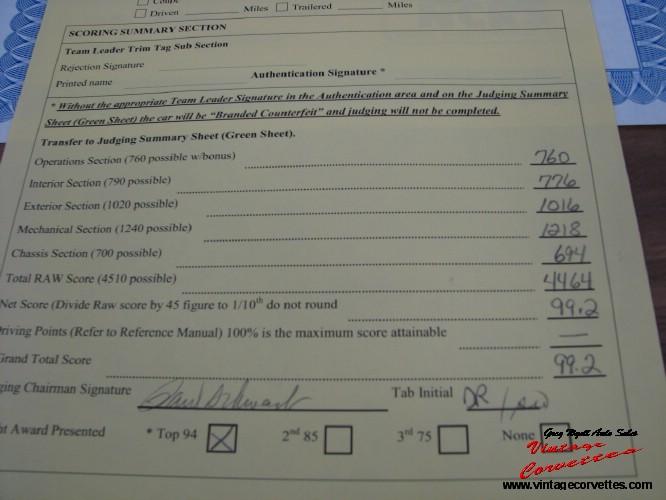 Coupe
Driven Miles Trailered Miles
SCORING SUMMARY SECTION
Team Leader Trim Tag Sub Section
Rejection Signature
Printed name Authentication Signature *
* Without the appropriate Team Leader Signature in the Authentication area and on the Judging Summary
Sheet (Green Sheet) the car will be "Branded Counterfeit" and judging will not be completed.
Transfer to Judging Summary Sheet (Green Sheet).
Operations Section (760 possible w/bonus) 760
Interior Section (790 possible) 776
Exterior Section (1020 possible) 1016
Mechanical Section (1240 possible) 1218
Chassis Section (700 possible) 694
Total RAW Score (4510 possible) 4464
Net Score (Divide Raw score by 45 figure to 1/10th do not round 99.2
riving Points (Refer to Reference Manual) 100% is the maximum score attainable —
Grand Total Score 99.2
ging Chairman Signature Tab Initial DR
ht Award Presented * Top 94 2nd 85 3rd 75 None
Greg Wyatt Auto Sales
Vintage
Corvettes
www.vintagecorvettes.com